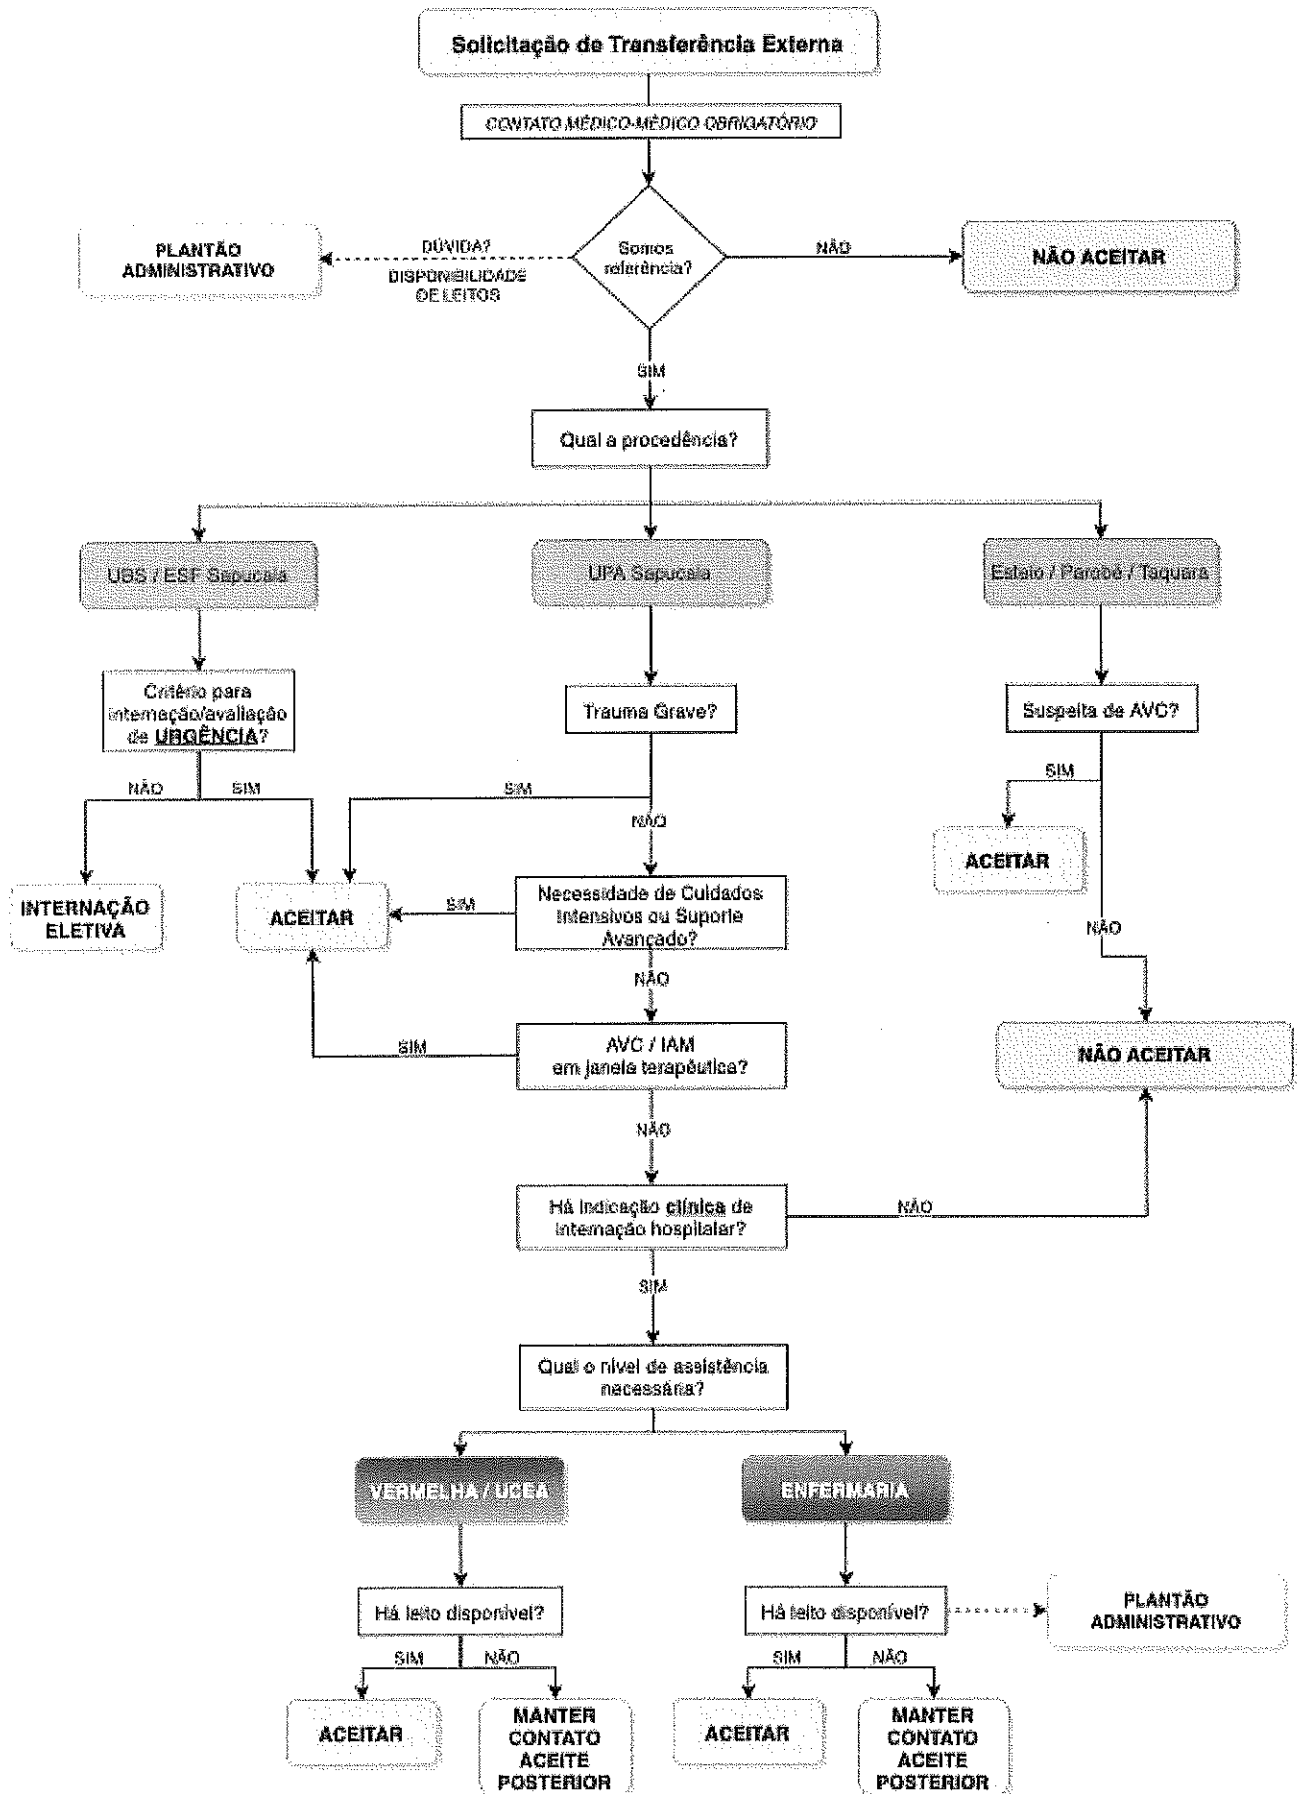 Solicitação de Transferência Externa
CONTATO MÉDICO-MÉDICO OBRIGATÓRIO
PLANTÃO
ADMINISTRATIVO
DÚVIDA?
DISPONIBILIDADE
DE LEITOS
Somos
referência?
NÃO
NÃO ACEITAR
SIM
Qual a procedência?
UBS / ESF Sapucaia
UPA Sapucaia
Esteio / Parobé / Taquara
Critério para
internação/avaliação
de URGÊNCIA?
Trauma Grave?
Suspeita de AVC?
NÃO
SIM
SIM
NÃO
SIM
ACEITAR
INTERNAÇÃO
ELETIVA
ACEITAR
SIM
Necessidade de Cuidados
Intensivos ou Suporte
Avançado?
NÃO
NÃO
SIM
AVC / IAM
em janela terapêutica?
NÃO ACEITAR
NÃO
Há indicação clínica de
internação hospitalar?
NÃO
SIM
Qual o nível de assistência
necessária?
VERMELHA / UCEA
ENFERMARIA
Há leito disponível?
Há leito disponível?
PLANTÃO
ADMINISTRATIVO
SIM
NÃO
SIM
NÃO
ACEITAR
MANTER
CONTATO
ACEITE
POSTERIOR
ACEITAR
MANTER
CONTATO
ACEITE
POSTERIOR